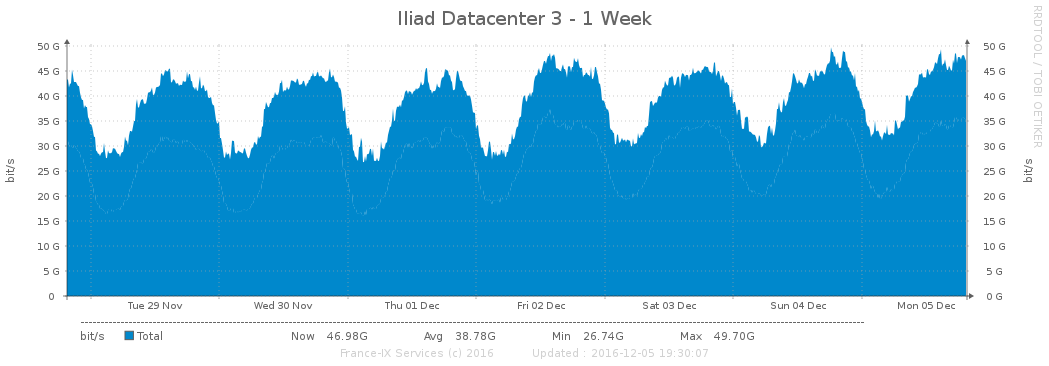 Iliad Datacenter 3 - 1 Week
RRDTOOL / TOBI OETIKER
50 G 50 G
45 G 45 G
40 G 40 G
35 G 35 G
30 G 30 G
25 G 25 G
20 G 20 G
15 G 15 G
10 G 10 G
5 G 5 G
0 0 G
bit/s bit/s
Tue 29 Nov Wed 30 Nov Thu 01 Dec Fri 02 Dec Sat 03 Dec Sun 04 Dec Mon 05 Dec
bit/s Total Now 46.98G Avg 38.78G Min 26.74G Max 49.70G
France-IX Services (c) 2016 Updated : 2016-12-05 19:30:07